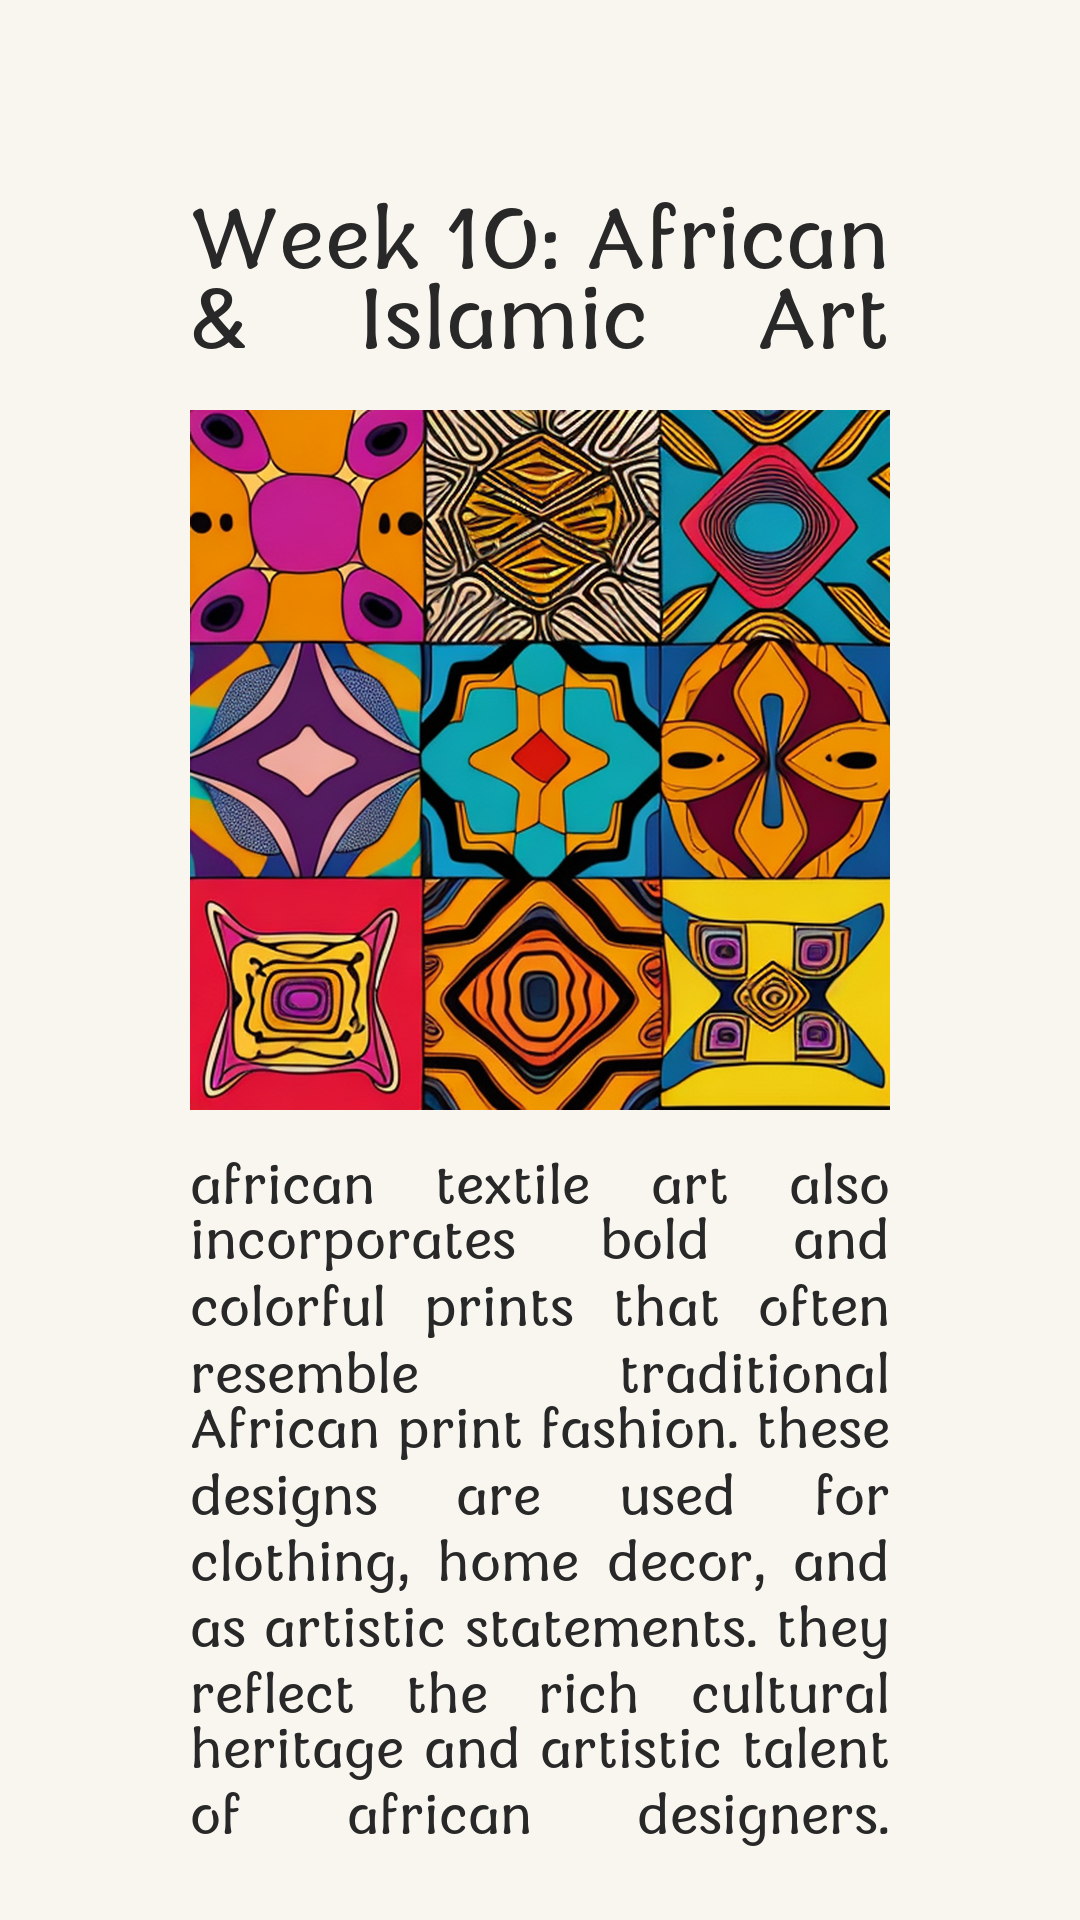 Week 10: African
& Islamic Art
african textile art also
incorporates bold and
colorful prints that often
resemble traditional
African print fashion. these
designs are used for
clothing, home decor, and
as artistic statements. they
reflect the rich cultural
heritage and artistic talent
of african designers.